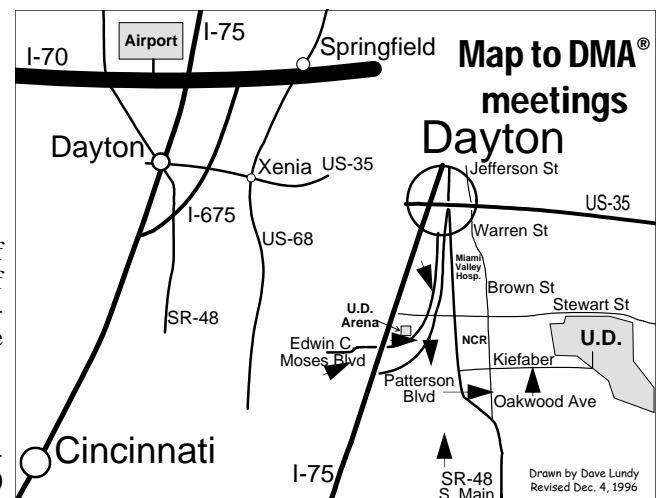 Map to DMA®
meetings
I-70
Airport
I-75
Springfield
Dayton
Xenia
US-35
I-675
US-68
SR-48
Cincinnati
Dayton
Jefferson St
US-35
Warren St
Miami
Valley
Hosp.
Brown St
Stewart St
U.D.
Arena
Edwin C.
Moses Blvd
NCR
U.D.
Kiefaber
Patterson
Blvd
Oakwood Ave
I-75
SR-48
S. Main
Drawn by Dave Lundy
Revised Dec. 4, 1996